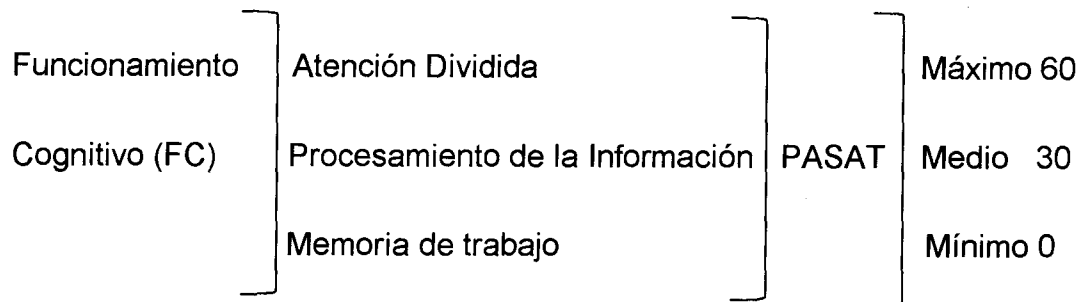 Funcionamiento Atención Dividida Máximo 60
Cognitivo (FC) Procesamiento de la Información PASAT Medio 30
Memoria de trabajo Mínimo 0